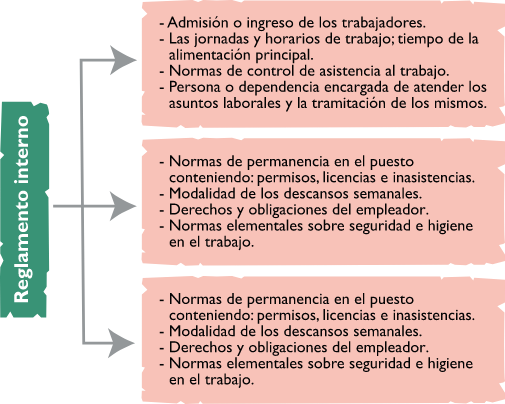 Reglamento interno
- Admisión o ingreso de los trabajadores.
- Las jornadas y horarios de trabajo; tiempo de la
alimentación principal.
- Normas de control de asistencia al trabajo.
- Persona o dependencia encargada de atender los
asuntos laborales y la tramitación de los mismos.
- Normas de permanencia en el puesto
conteniendo: permisos, licencias e inasistencias.
- Modalidad de los descansos semanales.
- Derechos y obligaciones del empleador.
- Normas elementales sobre seguridad e higiene
en el trabajo.
- Normas de permanencia en el puesto
conteniendo: permisos, licencias e inasistencias.
- Modalidad de los descansos semanales.
- Derechos y obligaciones del empleador.
- Normas elementales sobre seguridad e higiene
en el trabajo.